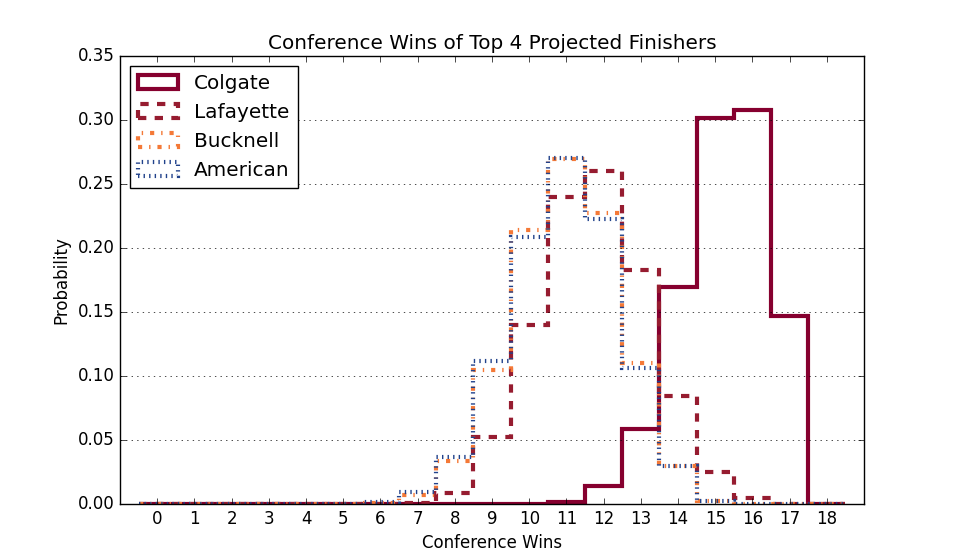 Conference Wins of Top 4 Projected Finishers
0.35
0.30
0.25
0.20
0.15
0.10
0.05
0.00
Probability
Colgate
Lafayette
Bucknell
American
0 1 2 3 4 5 6 7 8 9 10 11 12 13 14 15 16 17 18
Conference Wins